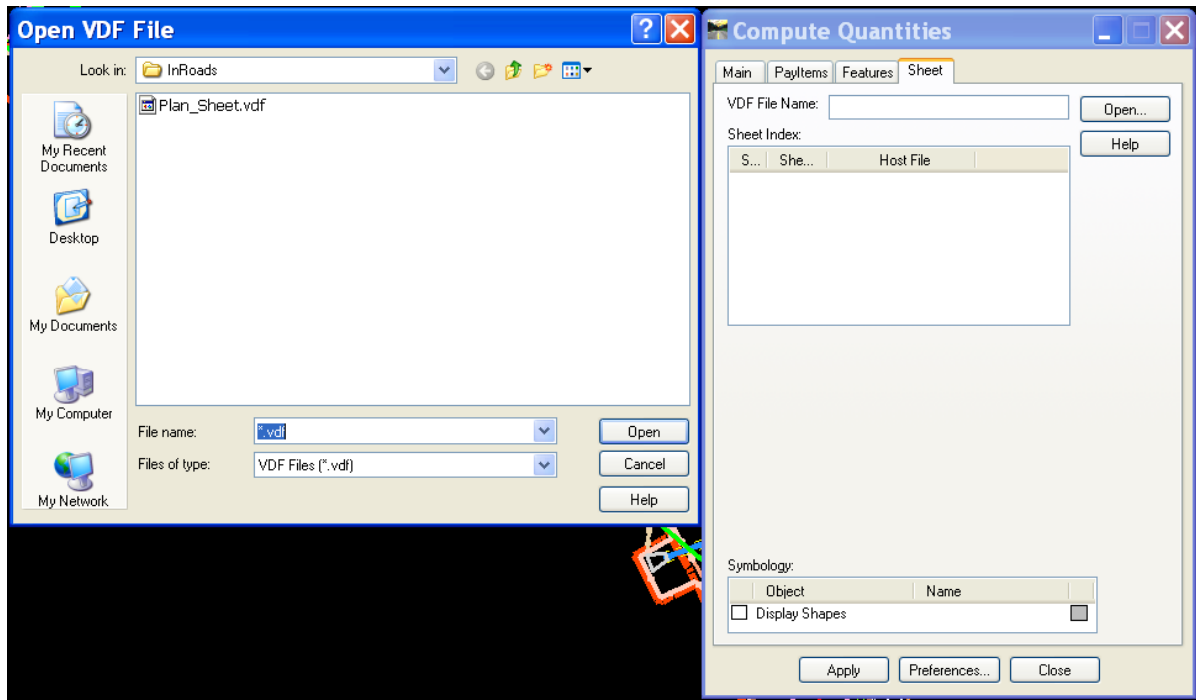 Open VDF File
Look in: InRoads
Plan_Sheet.vdf
My Recent
Documents
Desktop
My Documents
My Computer
My Network
File name: *.vdf Open
Files of type: VDF Files (*.vdf) Cancel
Help
Compute Quantities
Main PayItems Features Sheet
VDF File Name: Open...
Sheet Index: Help
S... She... Host File
Symbology:
Object Name
Display Shapes
Apply Preferences... Close